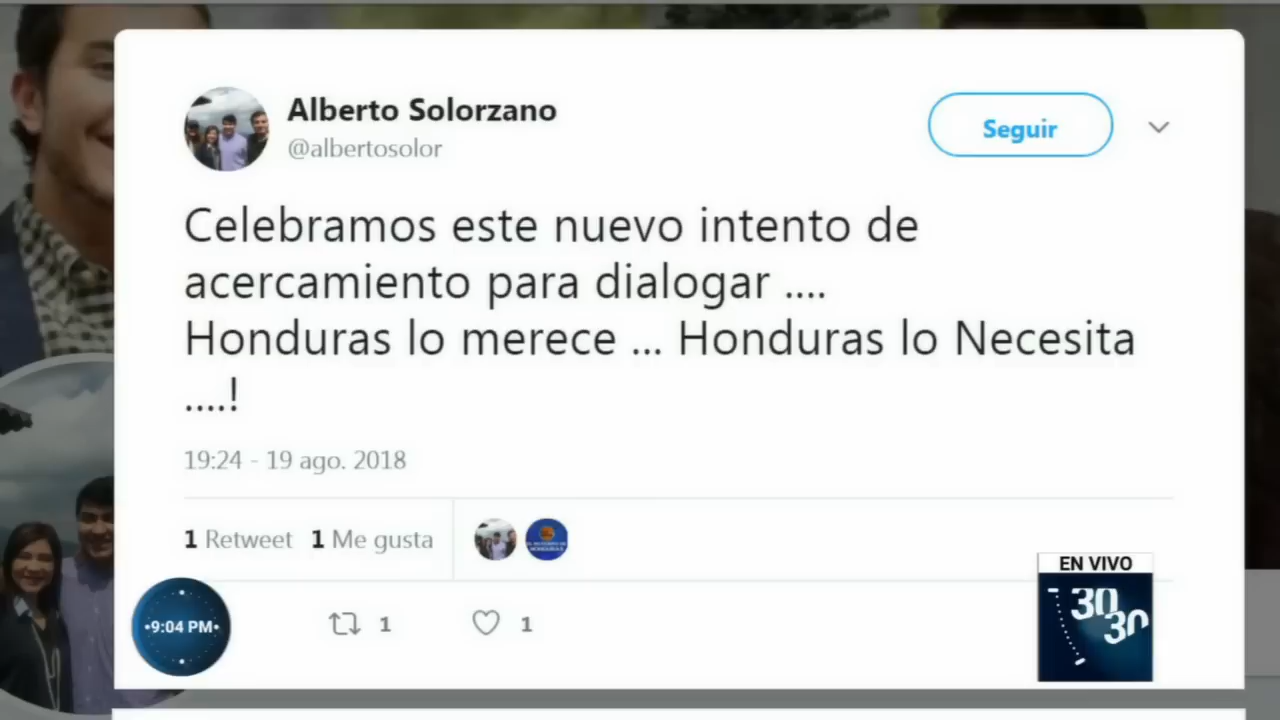 Alberto Solorzano
@albertosolor
Seguir
Celebramos este nuevo intento de
acercamiento para dialogar ....
Honduras lo merece ... Honduras lo Necesita
....!
19:24 - 19 ago. 2018
1 Retweet 1 Me gusta
EN VIVO
30
30
•9:04 PM•
1 1